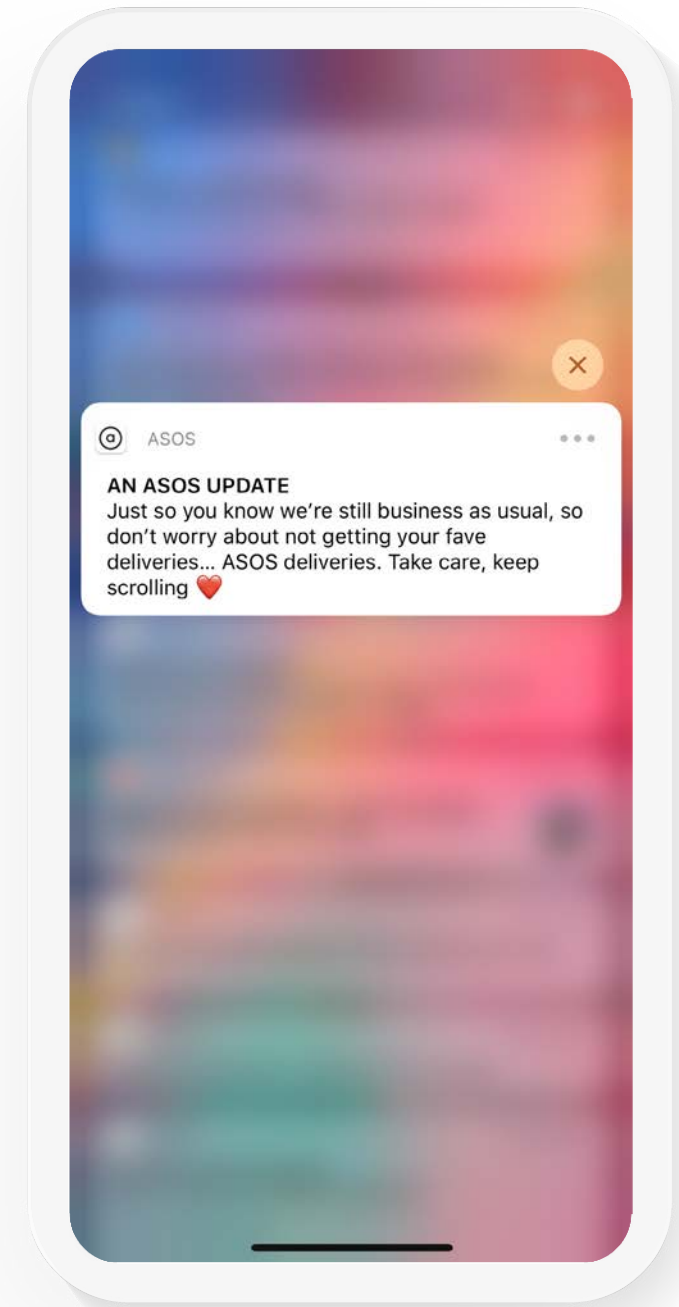 ASOS
AN ASOS UPDATE
Just so you know we're still business as usual, so
don't worry about not getting your fave
deliveries... ASOS deliveries. Take care, keep
scrolling ❤️